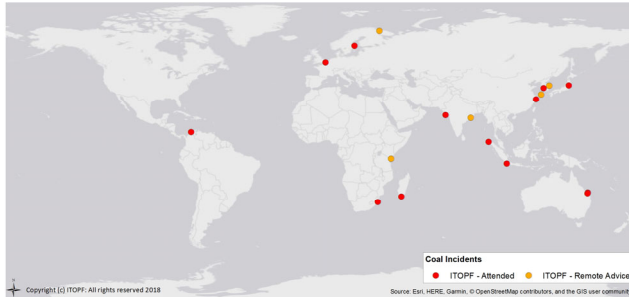 Coal Incidents
ITOPF - Attended ITOPF - Remote Advice
Copyright (c) ITOPF: All rights reserved 2018
Source: Esri, HERE, Garmin, © OpenStreetMap contributors, and the GIS user community